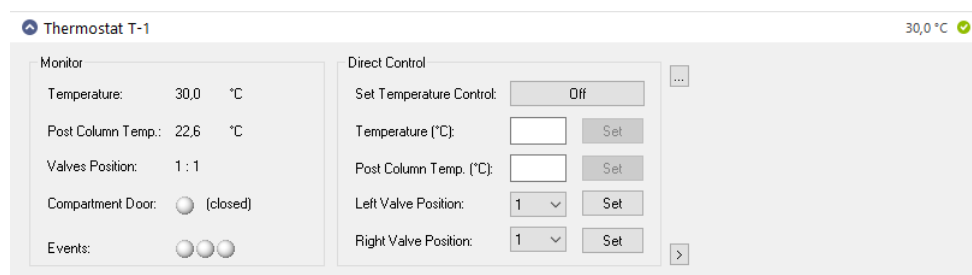 Thermostat T-1
30,0 °C
Monitor
Temperature: 30,0 °C
Post Column Temp.: 22,6 °C
Valves Position: 1 : 1
Compartment Door: (closed)
Events:
Direct Control
Set Temperature Control: Off
Temperature (°C): Set
Post Column Temp. (°C): Set
Left Valve Position: 1 Set
Right Valve Position: 1 Set
...
>